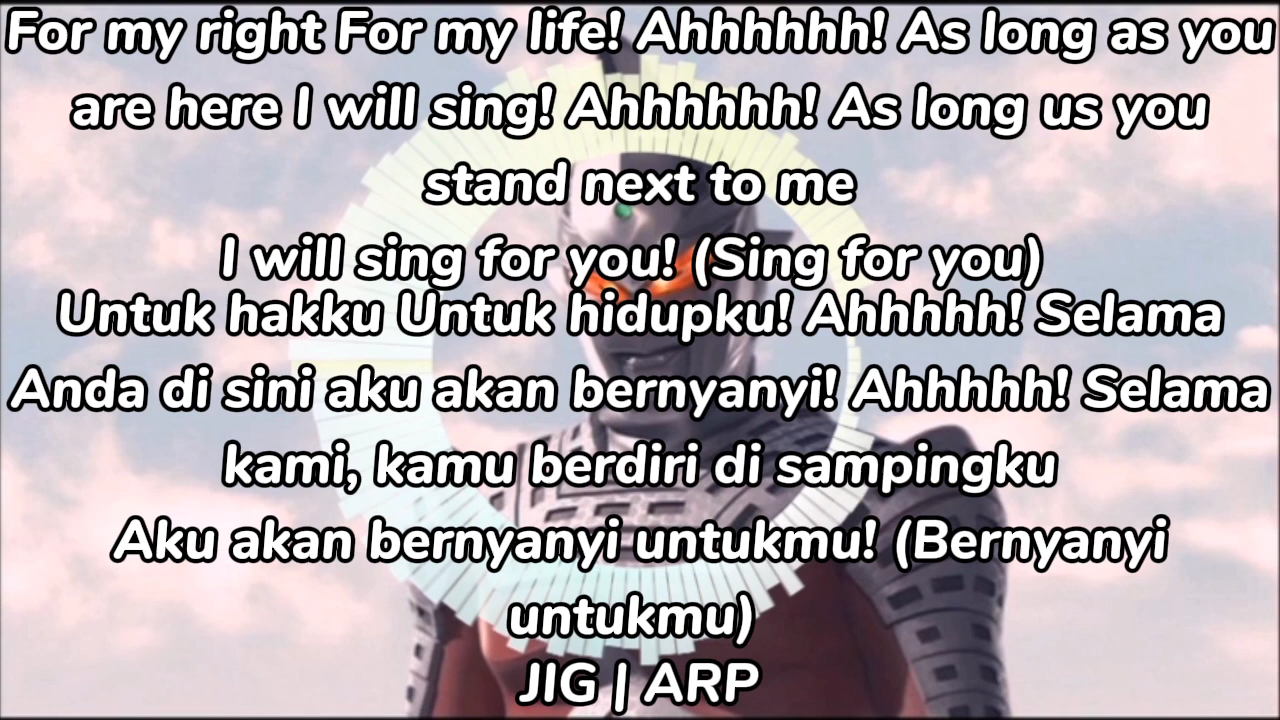 For my right For my life! Ahhhhhh! As long as you
are here I will sing! Ahhhhhh! As long us you
stand next to me
I will sing for you! (Sing for you)
Untuk hakku Untuk hidupku! Ahhhhh! Selama
Anda di sini aku akan bernyanyi! Ahhhhh! Selama
kami, kamu berdiri di sampingku
Aku akan bernyanyi untukmu! (Bernyanyi
untukmu)
JIG | ARP